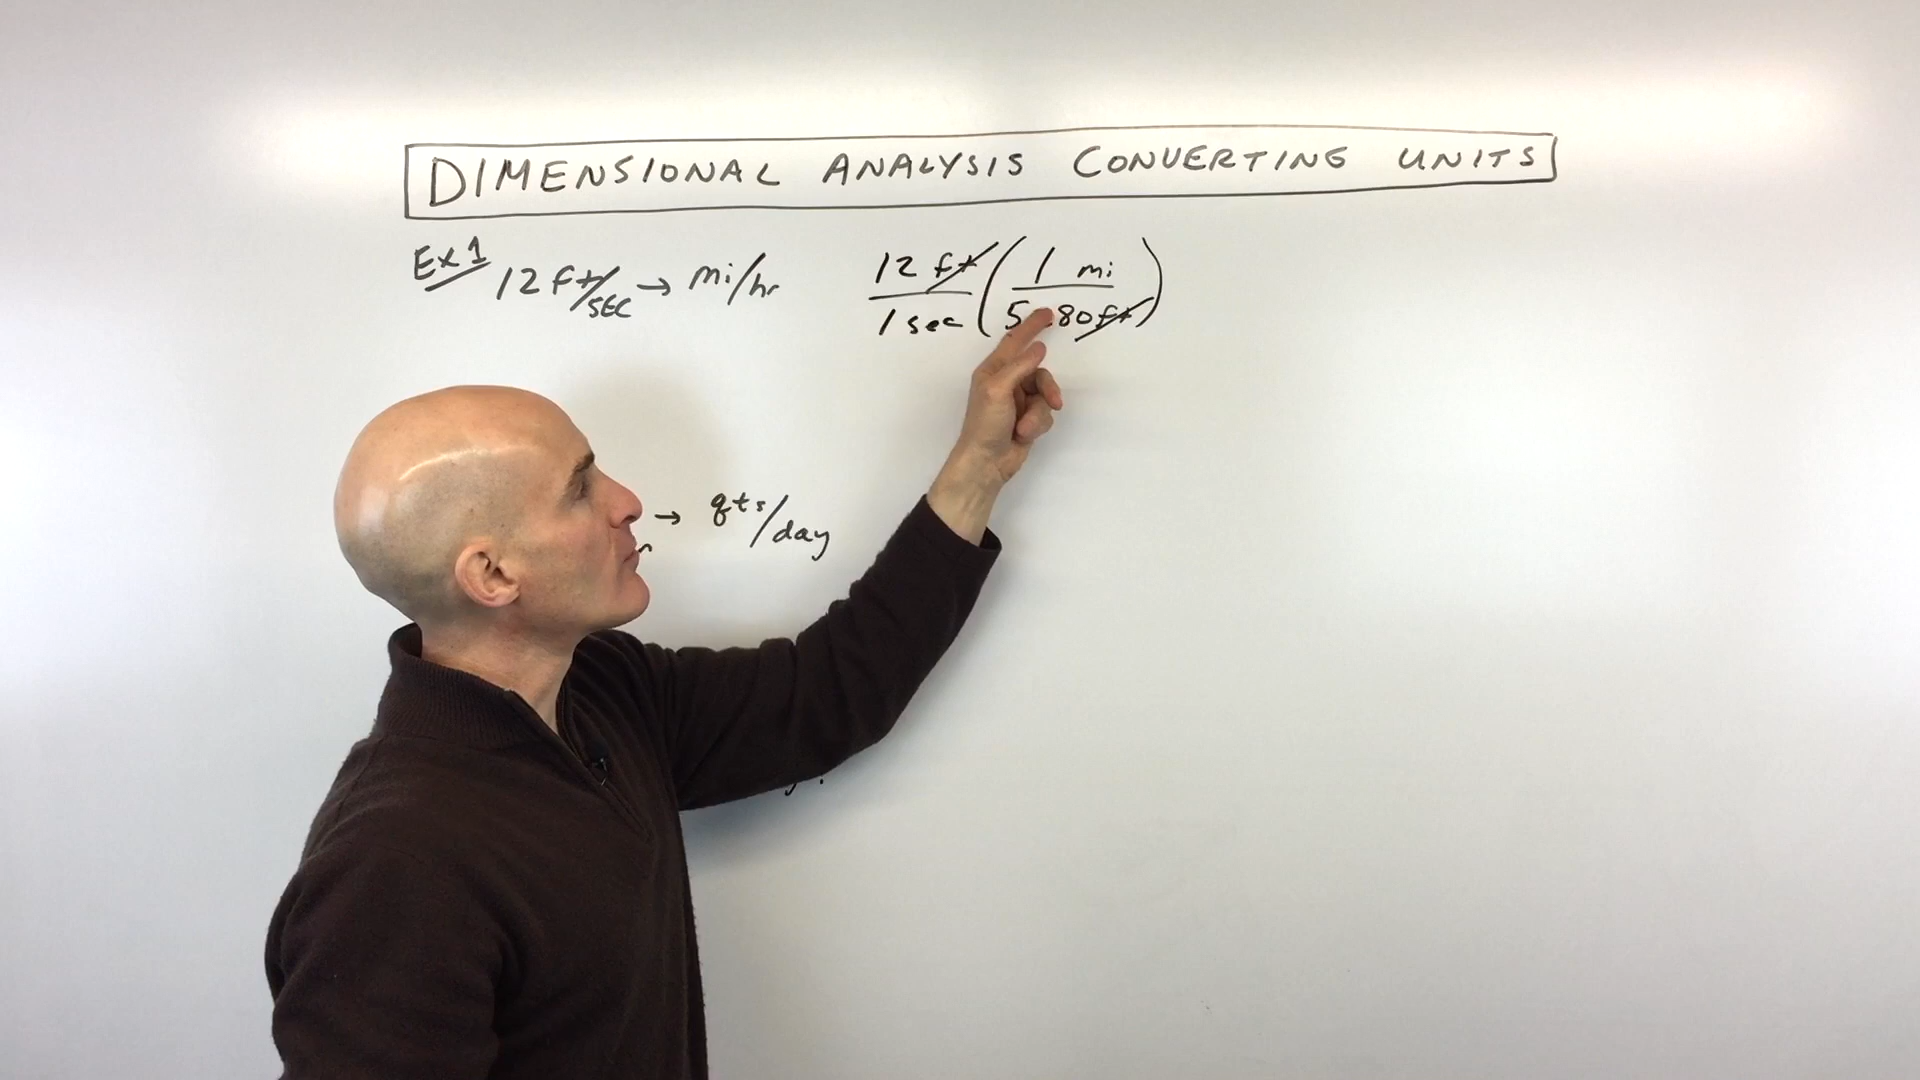 DIMENSIONAL ANALYSIS CONVERTING UNITS
Ex 1 12 ft/SEC → mi/hr
12 ft/1 sec (1 mi/5280 ft)
→ qts/day